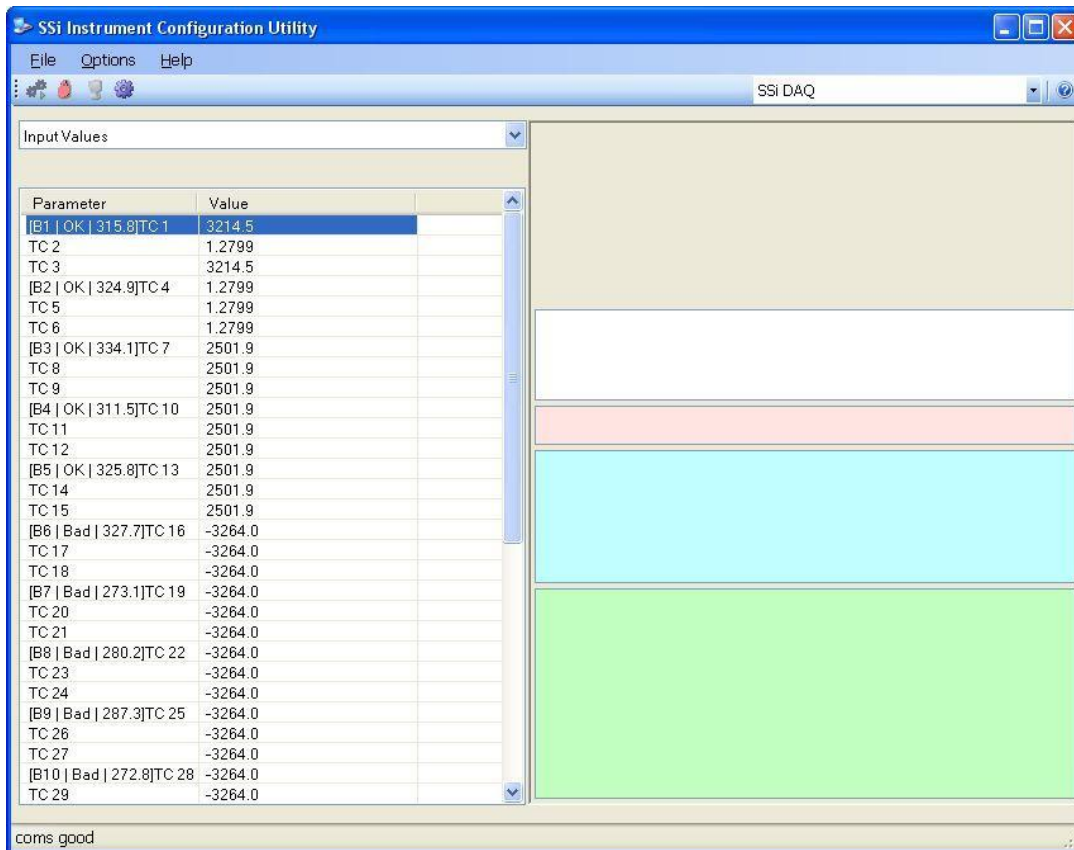 SSi Instrument Configuration Utility
File Options Help
SSi DAQ
Input Values
Parameter Value
[B1 | OK | 315.8]TC 1 3214.5
TC 2 1.2799
TC 3 3214.5
[B2 | OK | 324.9]TC 4 1.2799
TC 5 1.2799
TC 6 1.2799
[B3 | OK | 334.1]TC 7 2501.9
TC 8 2501.9
TC 9 2501.9
[B4 | OK | 311.5]TC 10 2501.9
TC 11 2501.9
TC 12 2501.9
[B5 | OK | 325.8]TC 13 2501.9
TC 14 2501.9
TC 15 2501.9
[B6 | Bad | 327.7]TC 16 -3264.0
TC 17 -3264.0
TC 18 -3264.0
[B7 | Bad | 273.1]TC 19 -3264.0
TC 20 -3264.0
TC 21 -3264.0
[B8 | Bad | 280.2]TC 22 -3264.0
TC 23 -3264.0
TC 24 -3264.0
[B9 | Bad | 287.3]TC 25 -3264.0
TC 26 -3264.0
TC 27 -3264.0
[B10 | Bad | 272.8]TC 28 -3264.0
TC 29 -3264.0
coms good